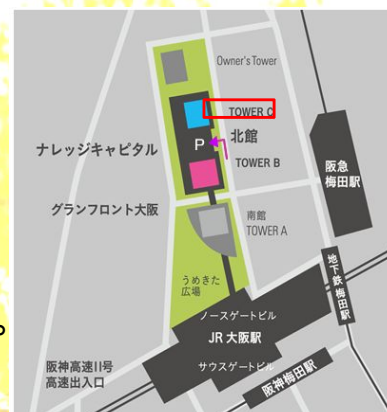 Owner's Tower
TOWER C
北館
P
TOWER B
ナレッジキャピタル
阪急
梅田駅
グランフロント大阪
南館
TOWER A
地下鉄梅田駅
うめきた
広場
ノースゲートビル
JR 大阪駅
サウスゲートビル
阪神高速11号
高速出入口
阪神梅田駅